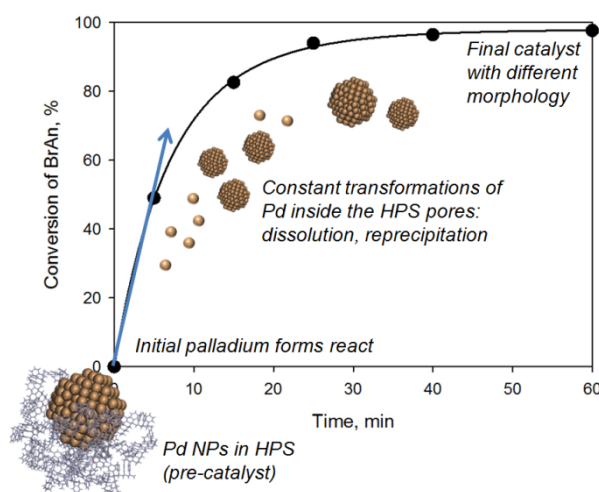 100
80
60
40
20
0
Conversion of BrAn, %
Final catalyst
with different
morphology
Constant transformations of
Pd inside the HPS pores:
dissolution, reprecipitation
Initial palladium forms react
0 10 20 30 40 50 60
Time, min
Pd NPs in HPS
(pre-catalyst)